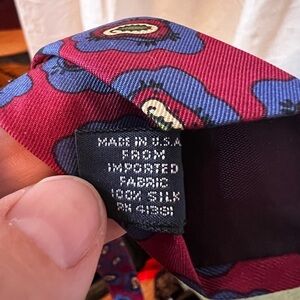 MADE IN U.S.A
FROM
IMPORTED
FABRIC
100% SILK
RN 41381